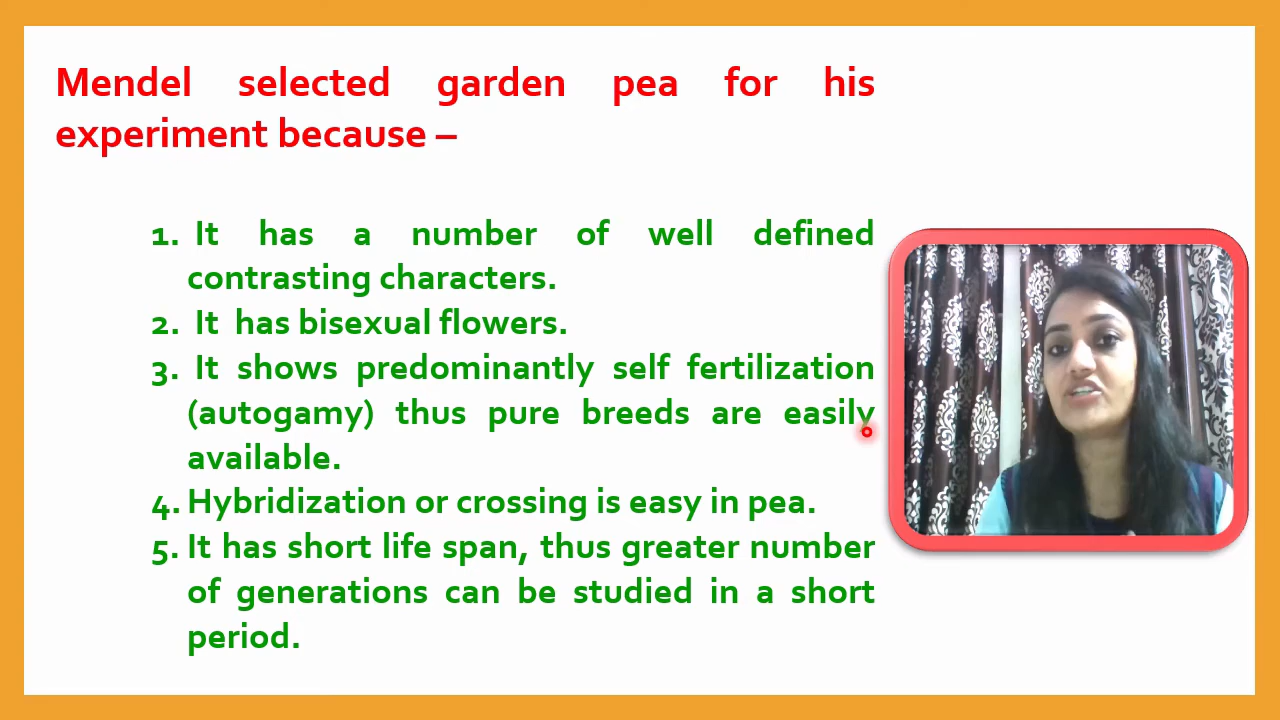 Mendel selected garden pea for his
experiment because –
1. It has a number of well defined
contrasting characters.
2. It has bisexual flowers.
3. It shows predominantly self fertilization
(autogamy) thus pure breeds are easily
available.
4. Hybridization or crossing is easy in pea.
5. It has short life span, thus greater number
of generations can be studied in a short
period.